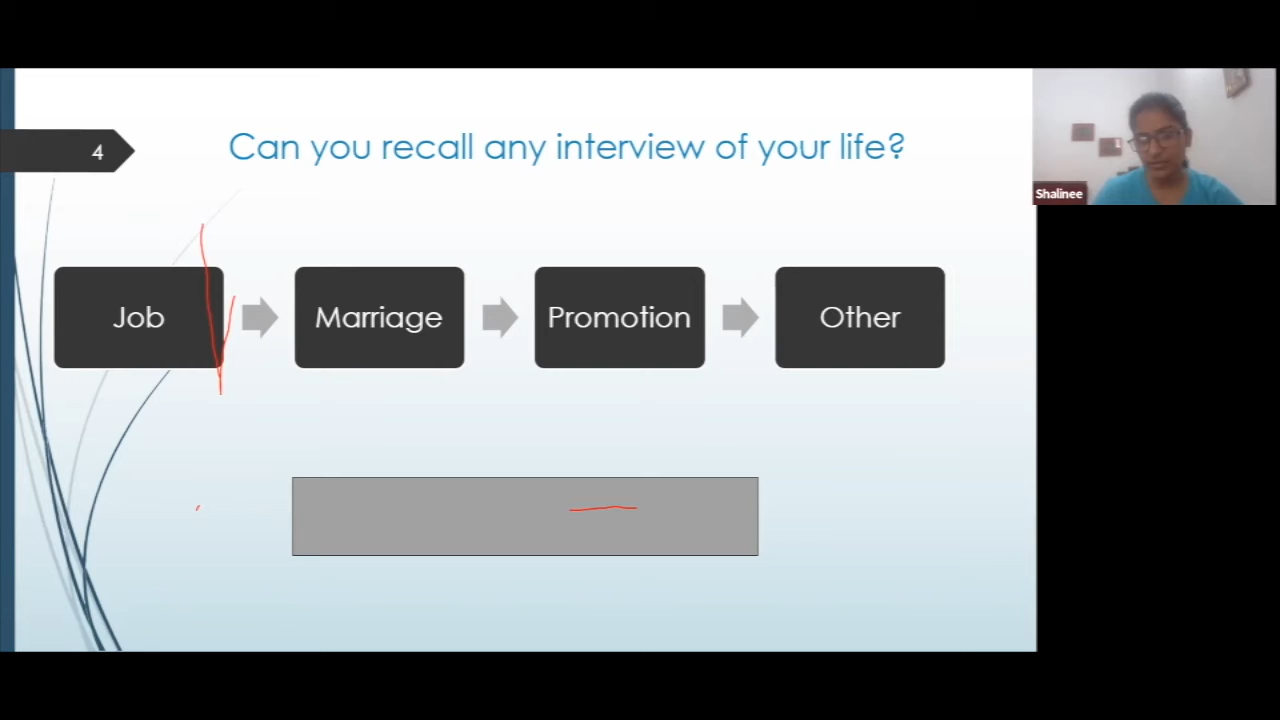 4
Can you recall any interview of your life?
Shalinee
Job
Marriage
Promotion
Other